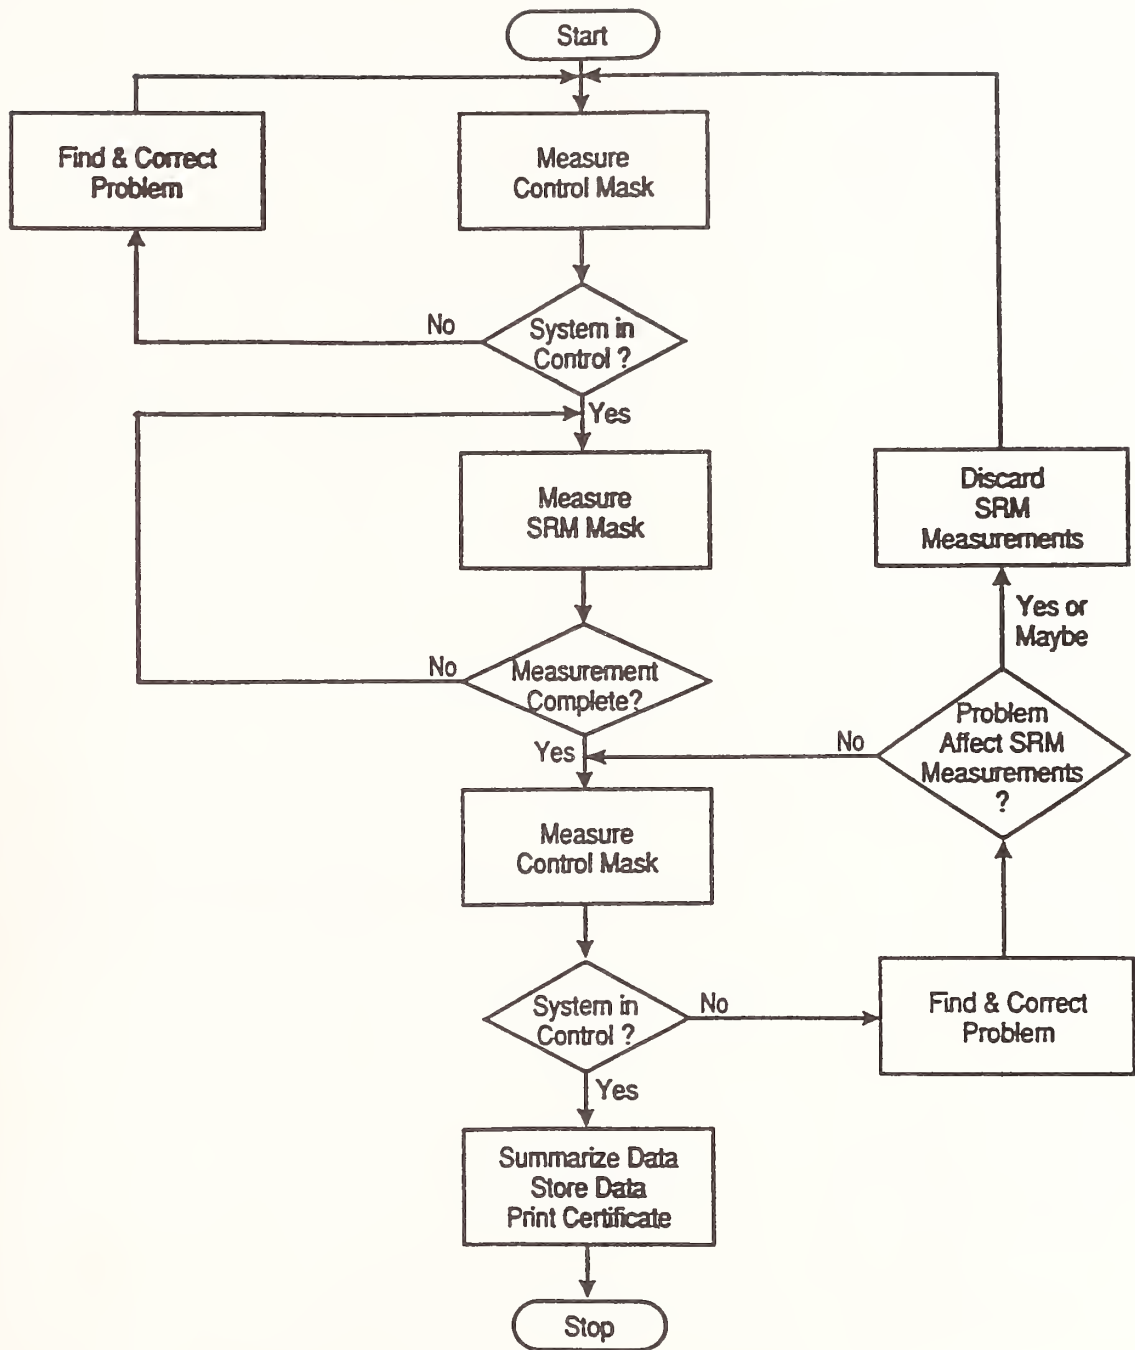 Start
Find & Correct
Problem
Measure
Control Mask
No
System in
Control ?
Yes
Measure
SRM Mask
Discard
SRM
Measurements
Yes or
Maybe
No
Measurement
Complete?
Yes
No
Problem
Affect SRM
Measurements
?
Measure
Control Mask
System in
Control ?
No
Find & Correct
Problem
Yes
Summarize Data
Store Data
Print Certificate
Stop